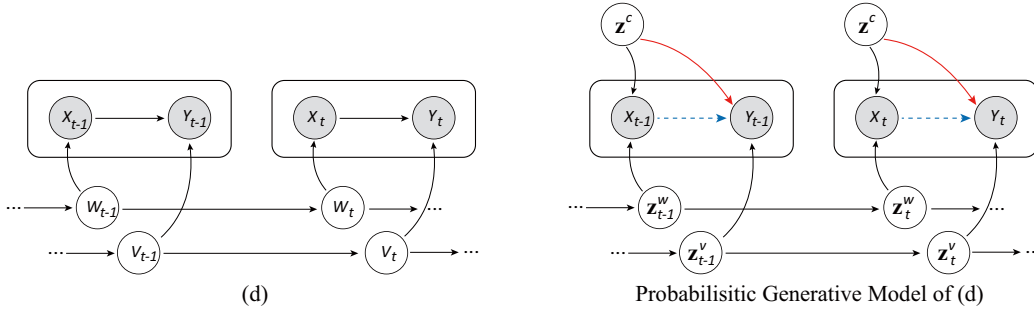 z^c z^c
X_{t-1} Y_{t-1} X_t Y_t X_{t-1} Y_{t-1} X_t Y_t
... W_{t-1} W_t ... ... z^w_{t-1} z^w_t ...
... V_{t-1} V_t ... ... z^v_{t-1} z^v_t ...
(d) Probabilisitic Generative Model of (d)